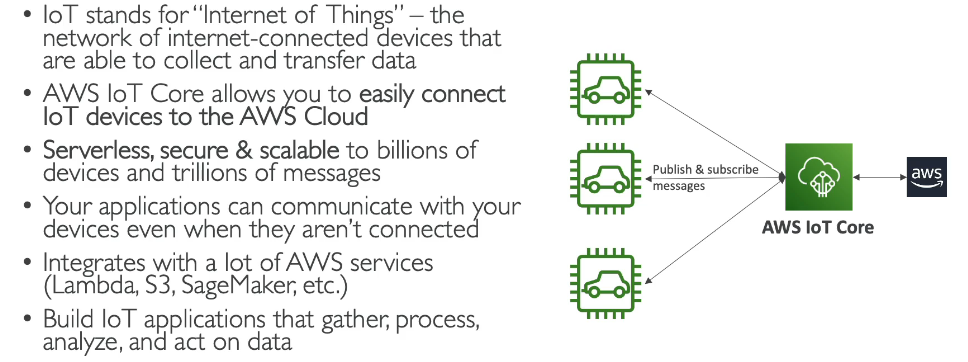 • IoT stands for “Internet of Things” – the
network of internet-connected devices that
are able to collect and transfer data
• AWS IoT Core allows you to easily connect
IoT devices to the AWS Cloud
• Serverless, secure & scalable to billions of
devices and trillions of messages
• Your applications can communicate with your
devices even when they aren’t connected
• Integrates with a lot of AWS services
(Lambda, S3, SageMaker, etc.)
• Build IoT applications that gather, process,
analyze, and act on data
Publish & subscribe
messages
AWS IoT Core
aws